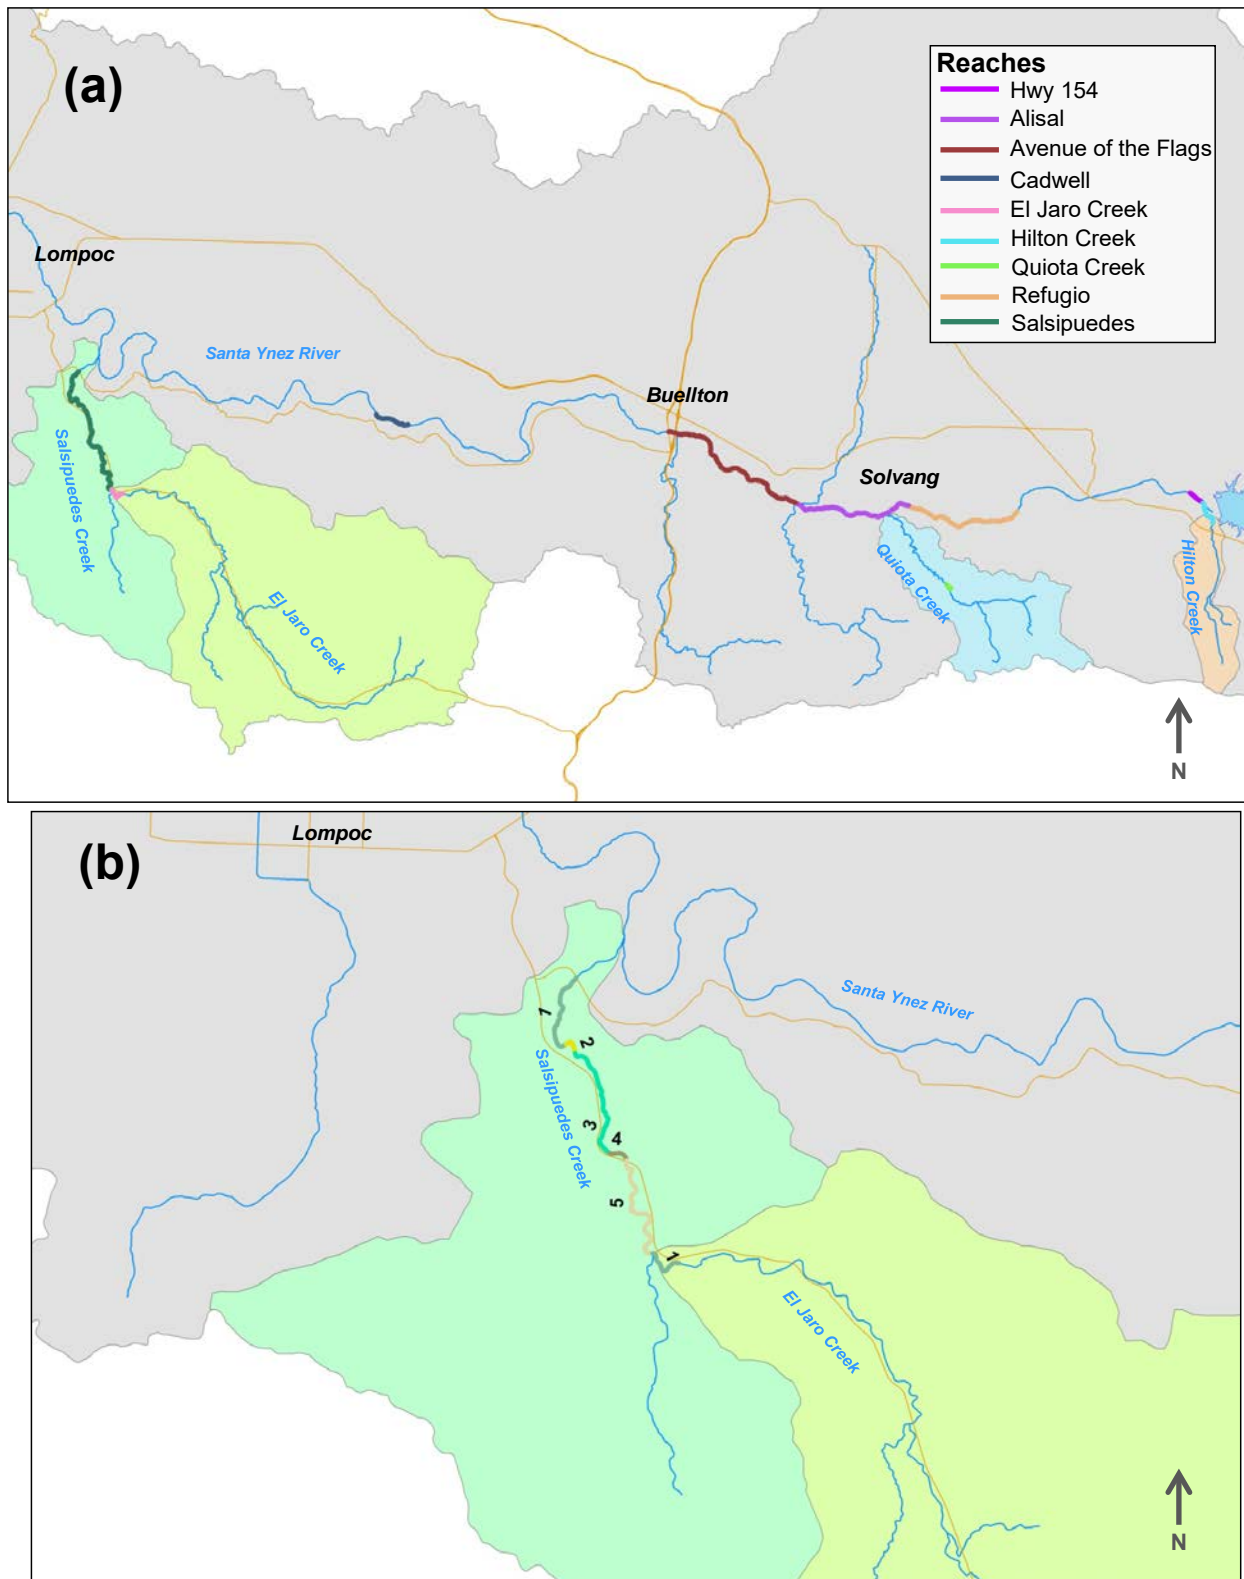 (a)
Reaches
Hwy 154
Alisal
Avenue of the Flags
Cadwell
El Jaro Creek
Hilton Creek
Quiota Creek
Refugio
Salsipuedes
Lompoc
Santa Ynez River
Buellton
Solvang
Salsipuedes Creek
El Jaro Creek
Quiota Creek
Hilton Creek
N
(b)
Lompoc
Santa Ynez River
1
2
Salsipuedes Creek
3
4
5
1
El Jaro Creek
N